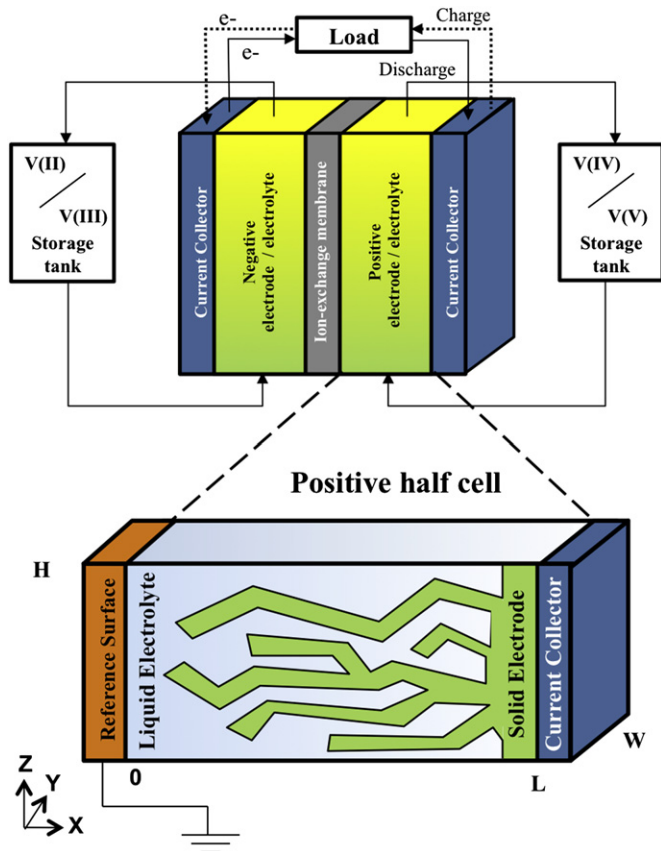 Load
Charge
e-
e-
Discharge
V(II)
V(III)
Storage
tank
V(IV)
V(V)
Storage
tank
Current Collector
Negative
electrode / electrolyte
Ion-exchange membrane
Positive
electrode / electrolyte
Current Collector
Positive half cell
H
Reference Surface
Liquid Electrolyte
Solid Electrode
Current Collector
W
0
L
Z
Y
X